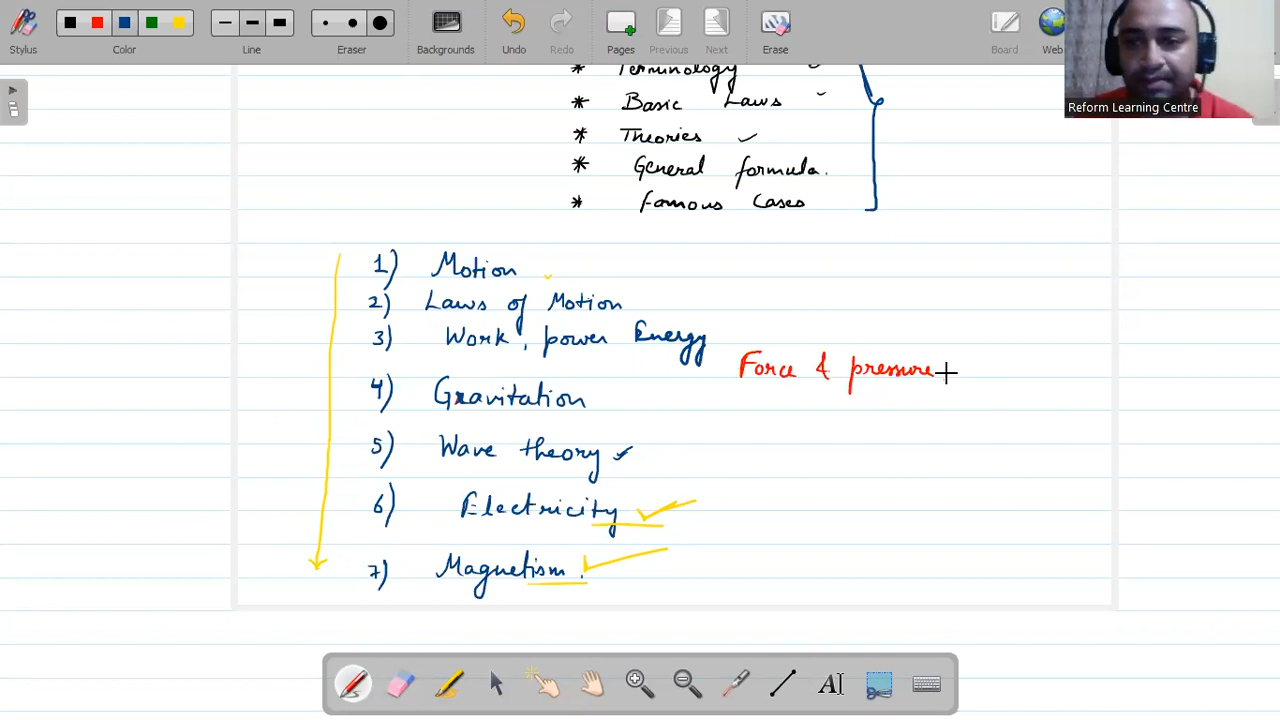 Stylus
Color
Line
Eraser
Backgrounds
Undo
Redo
Pages
Previous
Next
Erase
Board
Web
Reform Learning Centre
* Terminology
* Basic Laws
* Theories ✓
* General formula.
* Famous Cases
1) Motion
2) Laws of Motion
3) Work, power Energy
Force & pressure
4) Gravitation
5) Wave theory ✓
6) Electricity ✓
7) Magnetism. ✓